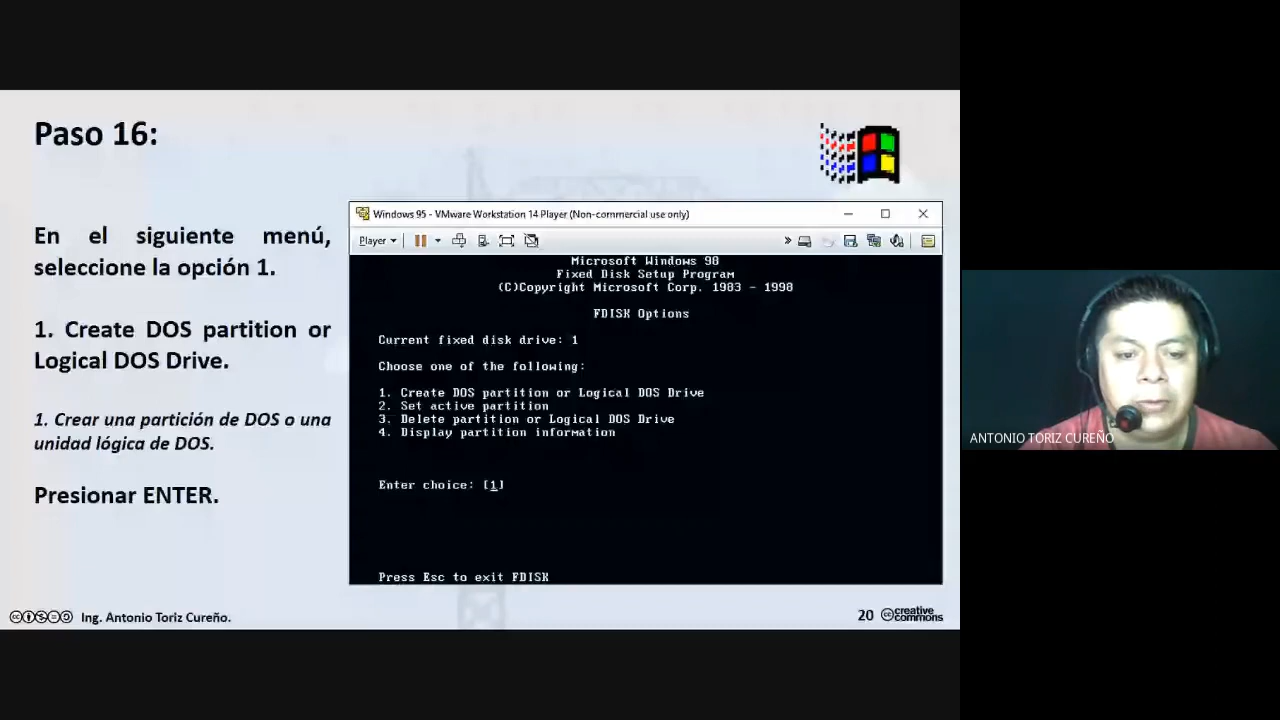 Paso 16:
En el siguiente menú,
seleccione la opción 1.
1. Create DOS partition or
Logical DOS Drive.
1. Crear una partición de DOS o una
unidad lógica de DOS.
Presionar ENTER.
Windows 95 - VMware Workstation 14 Player (Non-commercial use only)
Player
Microsoft Windows 98
Fixed Disk Setup Program
(C)Copyright Microsoft Corp. 1983 - 1998
FDISK Options
Current fixed disk drive: 1
Choose one of the following:
1. Create DOS partition or Logical DOS Drive
2. Set active partition
3. Delete partition or Logical DOS Drive
4. Display partition information
Enter choice: [1]
Press Esc to exit FDISK
Ing. Antonio Toriz Cureño.
20
creative
commons
ANTONIO TORIZ CUREÑO